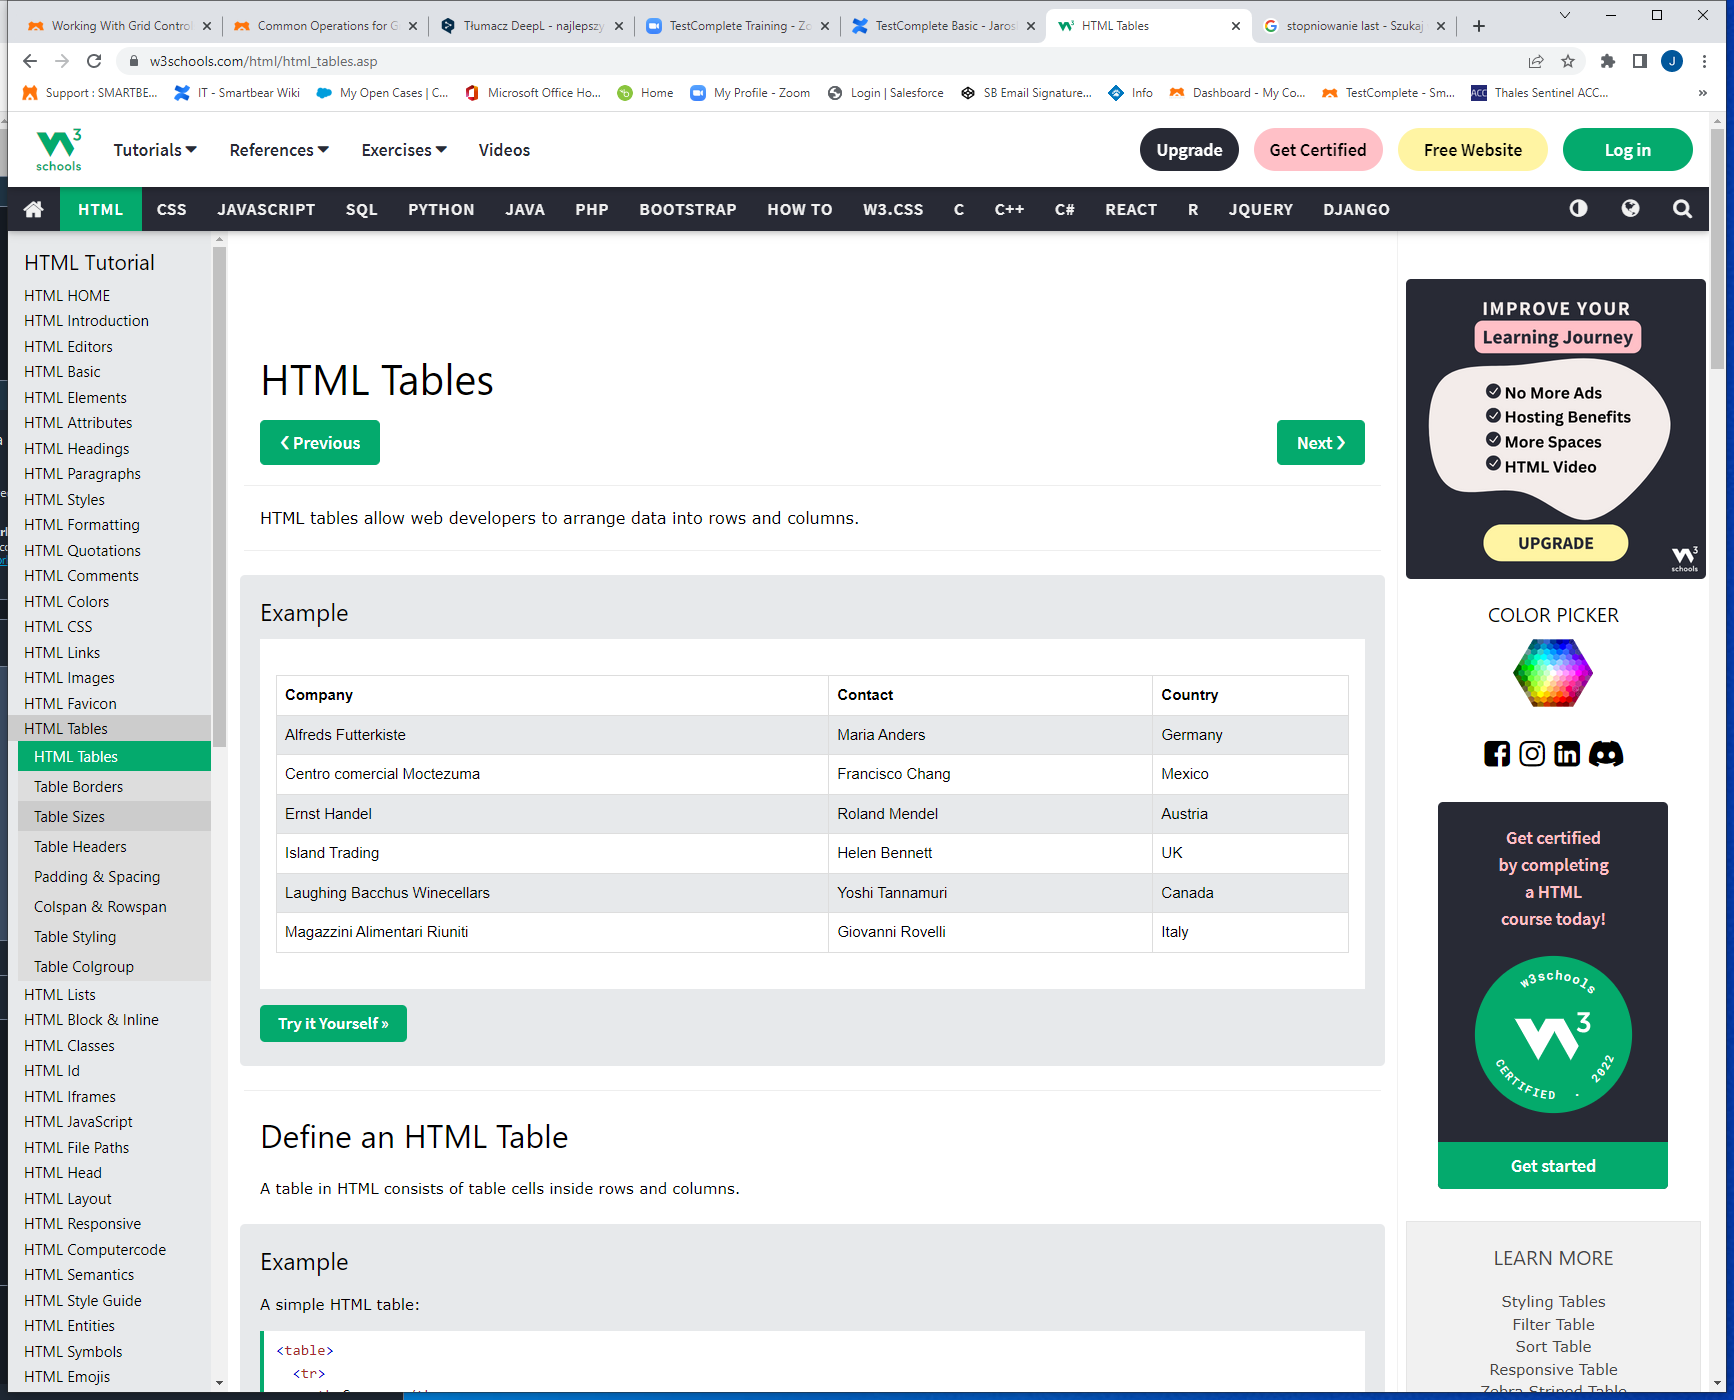 Working With Grid Contro
Common Operations for G
Tłumacz DeepL - najlepszy
TestComplete Training - Zo
TestComplete Basic - Jaros
HTML Tables
stopniowanie last - Szukaj
w3schools.com/html/html_tables.asp
J
Support : SMARTBE...
IT - Smartbear Wiki
My Open Cases | C...
Microsoft Office Ho...
Home
My Profile - Zoom
Login | Salesforce
SB Email Signature...
Info
Dashboard - My Co...
TestComplete - Sm...
ACC
Thales Sentinel ACC...
»
3
schools
Tutorials
References
Exercises
Videos
Upgrade
Get Certified
Free Website
Log in
HTML
CSS
JAVASCRIPT
SQL
PYTHON
JAVA
PHP
BOOTSTRAP
HOW TO
W3.CSS
C
C++
C#
REACT
R
JQUERY
DJANGO
HTML Tutorial
HTML HOME
HTML Introduction
HTML Editors
HTML Basic
HTML Elements
HTML Attributes
HTML Headings
HTML Paragraphs
HTML Styles
HTML Formatting
HTML Quotations
HTML Comments
HTML Colors
HTML CSS
HTML Links
HTML Images
HTML Favicon
HTML Tables
HTML Tables
Table Borders
Table Sizes
Table Headers
Padding & Spacing
Colspan & Rowspan
Table Styling
Table Colgroup
HTML Lists
HTML Block & Inline
HTML Classes
HTML Id
HTML Iframes
HTML JavaScript
HTML File Paths
HTML Head
HTML Layout
HTML Responsive
HTML Computercode
HTML Semantics
HTML Style Guide
HTML Entities
HTML Symbols
HTML Emojis
HTML Tables
❮ Previous
Next ❯
HTML tables allow web developers to arrange data into rows and columns.
Example
Company Contact Country
Alfreds Futterkiste Maria Anders Germany
Centro comercial Moctezuma Francisco Chang Mexico
Ernst Handel Roland Mendel Austria
Island Trading Helen Bennett UK
Laughing Bacchus Winecellars Yoshi Tannamuri Canada
Magazzini Alimentari Riuniti Giovanni Rovelli Italy
Try it Yourself »
Define an HTML Table
A table in HTML consists of table cells inside rows and columns.
Example
A simple HTML table:
<table>
<tr>
IMPROVE YOUR
Learning Journey
No More Ads
Hosting Benefits
More Spaces
HTML Video
UPGRADE
3
schools
COLOR PICKER
Get certified
by completing
a HTML
course today!
w3schools
3
CERTIFIED . 2022
Get started
LEARN MORE
Styling Tables
Filter Table
Sort Table
Responsive Table
Zebra Striped Table